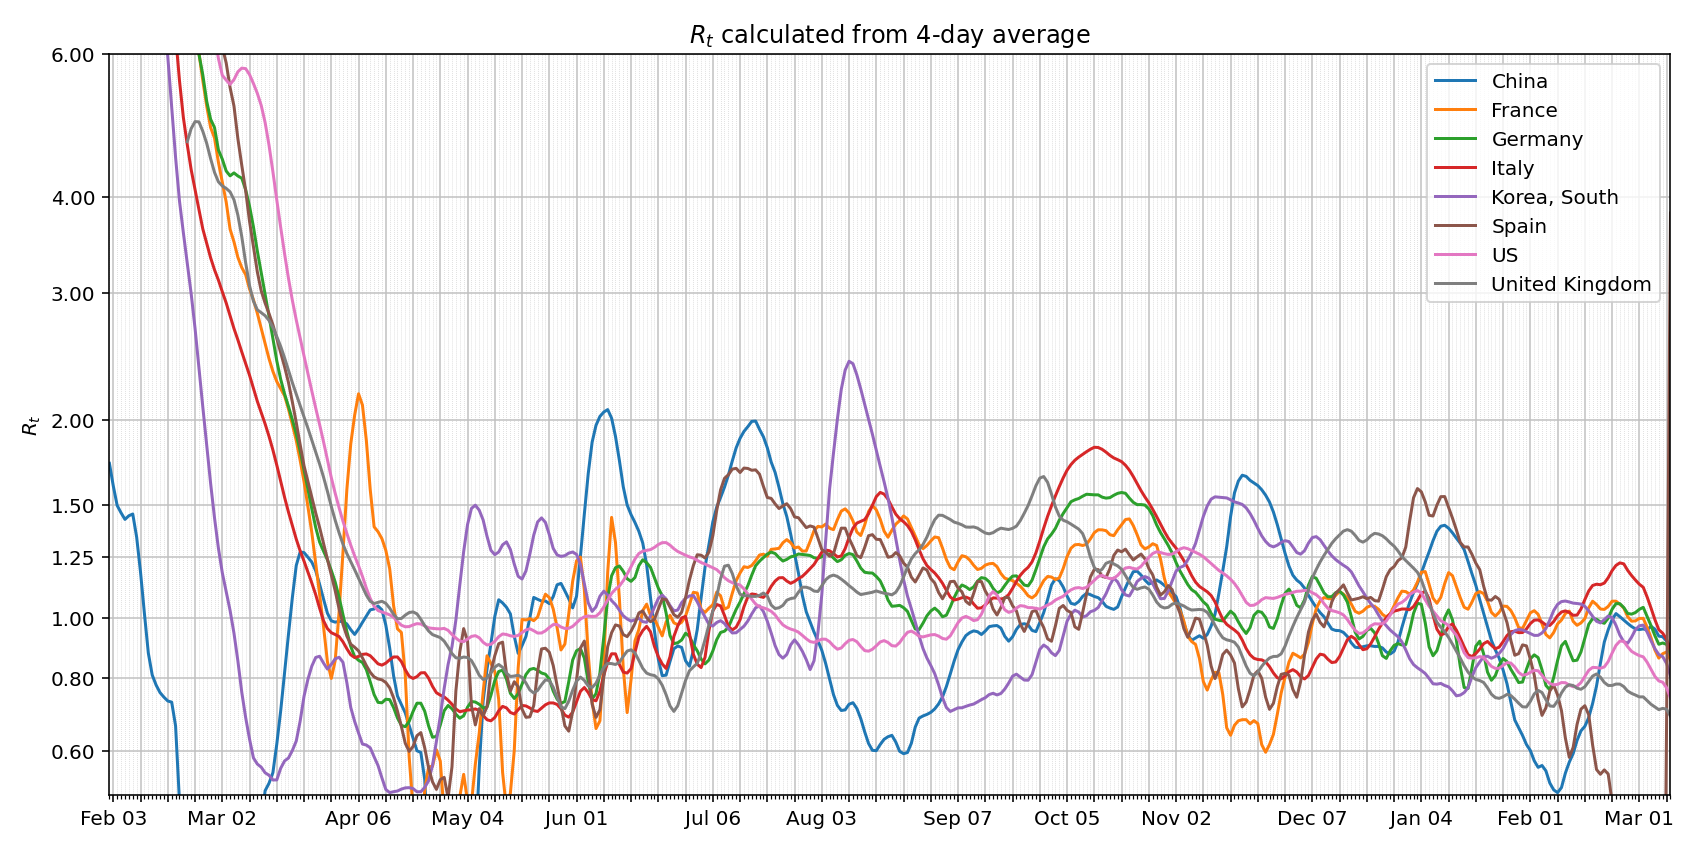 Rt calculated from 4-day average
6.00
4.00
3.00
2.00
1.50
1.25
1.00
0.80
0.60
Rt
China
France
Germany
Italy
Korea, South
Spain
US
United Kingdom
Feb 03 Mar 02 Apr 06 May 04 Jun 01 Jul 06 Aug 03 Sep 07 Oct 05 Nov 02 Dec 07 Jan 04 Feb 01 Mar 01